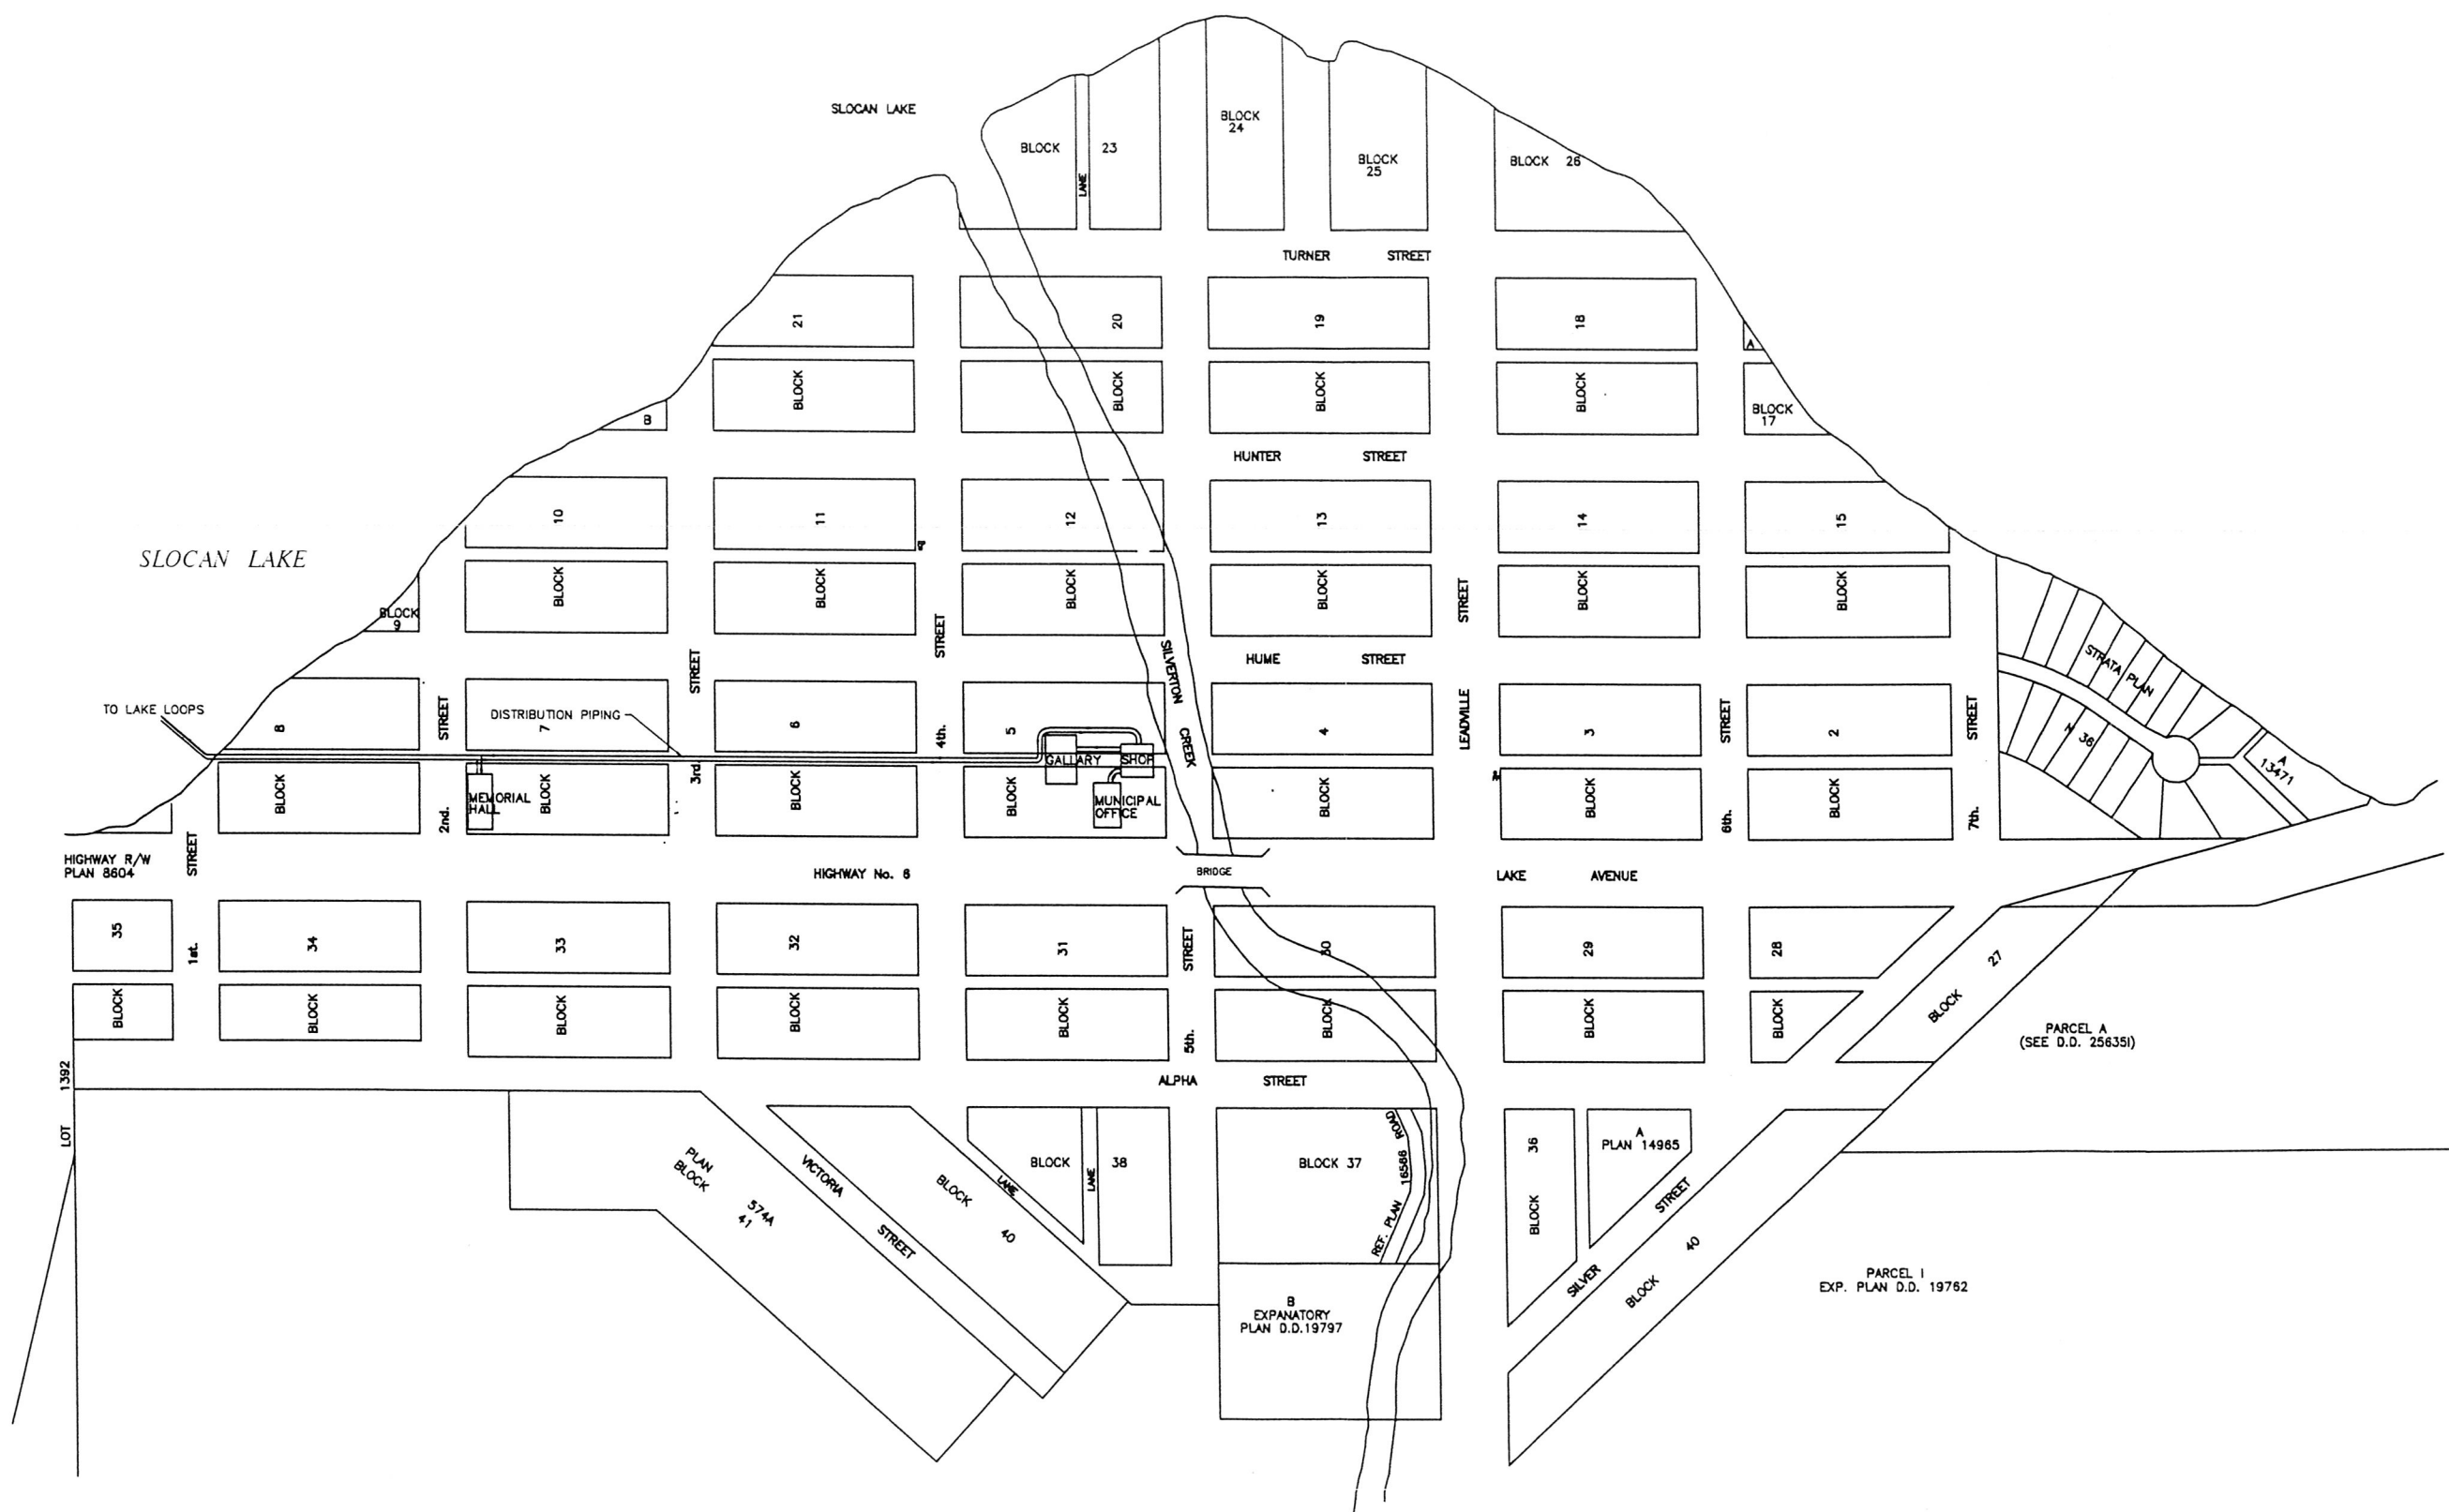 SLOCAN LAKE
BLOCK 23
LANE
BLOCK
24
BLOCK
25
BLOCK 26
TURNER STREET
BLOCK 21
BLOCK 20
BLOCK 19
BLOCK 18
A
B
BLOCK
17
HUNTER STREET
SLOCAN LAKE
BLOCK 10
BLOCK 11
BLOCK 12
BLOCK 13
BLOCK 14
BLOCK 15
BLOCK
9
HUME STREET
SILVERTON CREEK
LEADVILLE STREET
STRATA PLAN
N 36
A
13471
TO LAKE LOOPS
DISTRIBUTION PIPING
BLOCK 8
BLOCK 7
BLOCK 6
BLOCK 5
BLOCK 4
BLOCK 3
BLOCK 2
GALLARY
SHOP
MEMORIAL
HALL
MUNICIPAL
OFFICE
1st. STREET
2nd. STREET
3rd. STREET
4th. STREET
5th. STREET
6th. STREET
7th. STREET
HIGHWAY R/W
PLAN 8604
HIGHWAY No. 6
BRIDGE
LAKE AVENUE
BLOCK 35
BLOCK 34
BLOCK 33
BLOCK 32
BLOCK 31
BLOCK 30
BLOCK 29
BLOCK 28
BLOCK 27
PARCEL A
(SEE D.D. 256351)
ALPHA STREET
LOT 1392
PLAN 574A
BLOCK 41
VICTORIA STREET
BLOCK 40
LANE
BLOCK 38
LANE
BLOCK 37
REF. PLAN 16586 ROAD
BLOCK 36
A
PLAN 14965
SILVER STREET
BLOCK 40
B
EXPANATORY
PLAN D.D.19797
PARCEL I
EXP. PLAN D.D. 19762